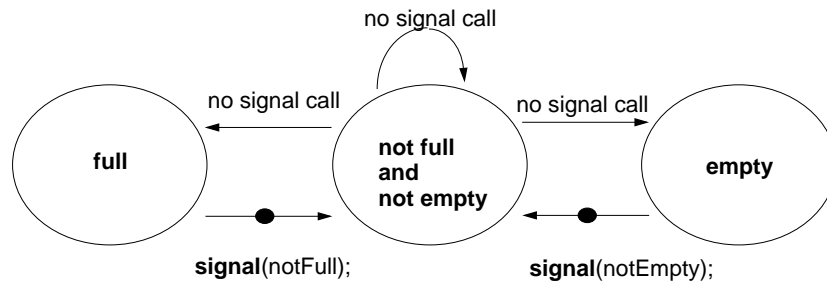 no signal call
no signal call
no signal call
full
not full
and
not empty
empty
signal(notFull);
signal(notEmpty);